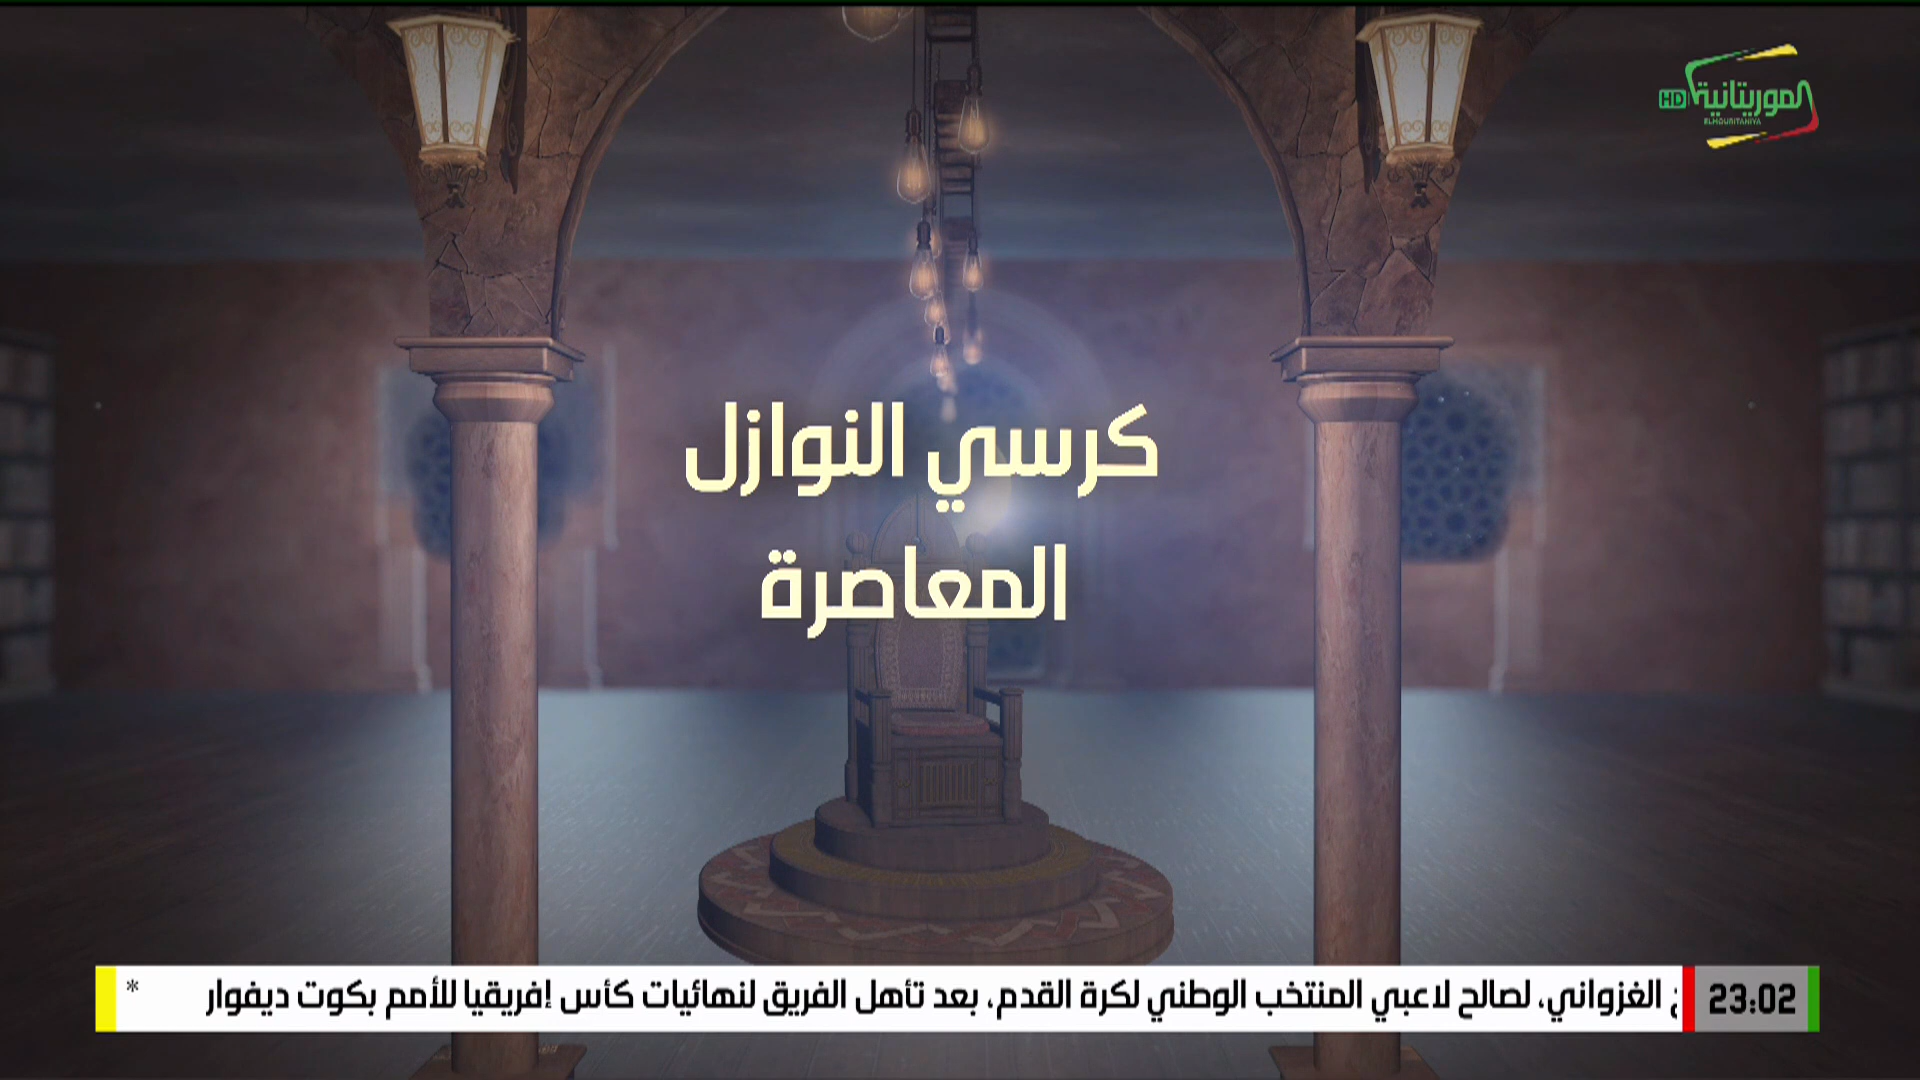 الموريتانية
HD
ELMOURITANIYA
كرسي النوازل
المعاصرة
الغزواني، لصالح لاعبي المنتخب الوطني لكرة القدم، بعد تأهل الفريق لنهائيات كأس إفريقيا للأمم بكوت ديفوار *
23:02